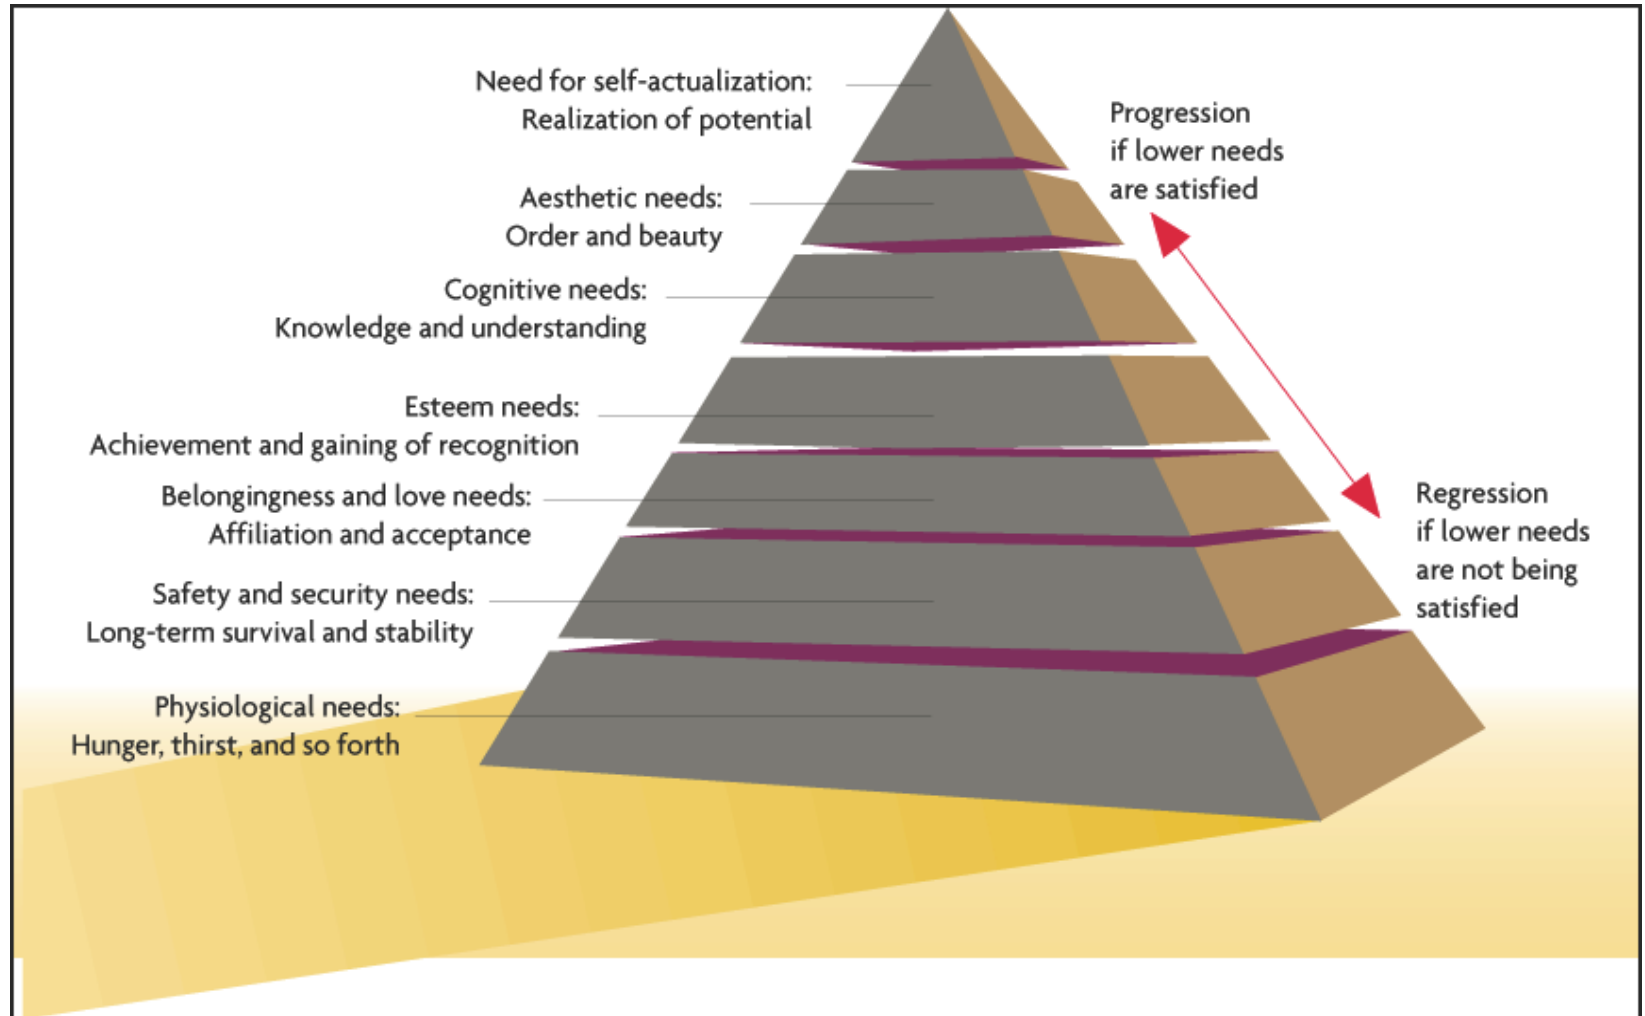 Need for self-actualization:
Realization of potential
Progression
if lower needs
are satisfied
Aesthetic needs:
Order and beauty
Cognitive needs:
Knowledge and understanding
Esteem needs:
Achievement and gaining of recognition
Belongingness and love needs:
Affiliation and acceptance
Regression
if lower needs
are not being
satisfied
Safety and security needs:
Long-term survival and stability
Physiological needs:
Hunger, thirst, and so forth